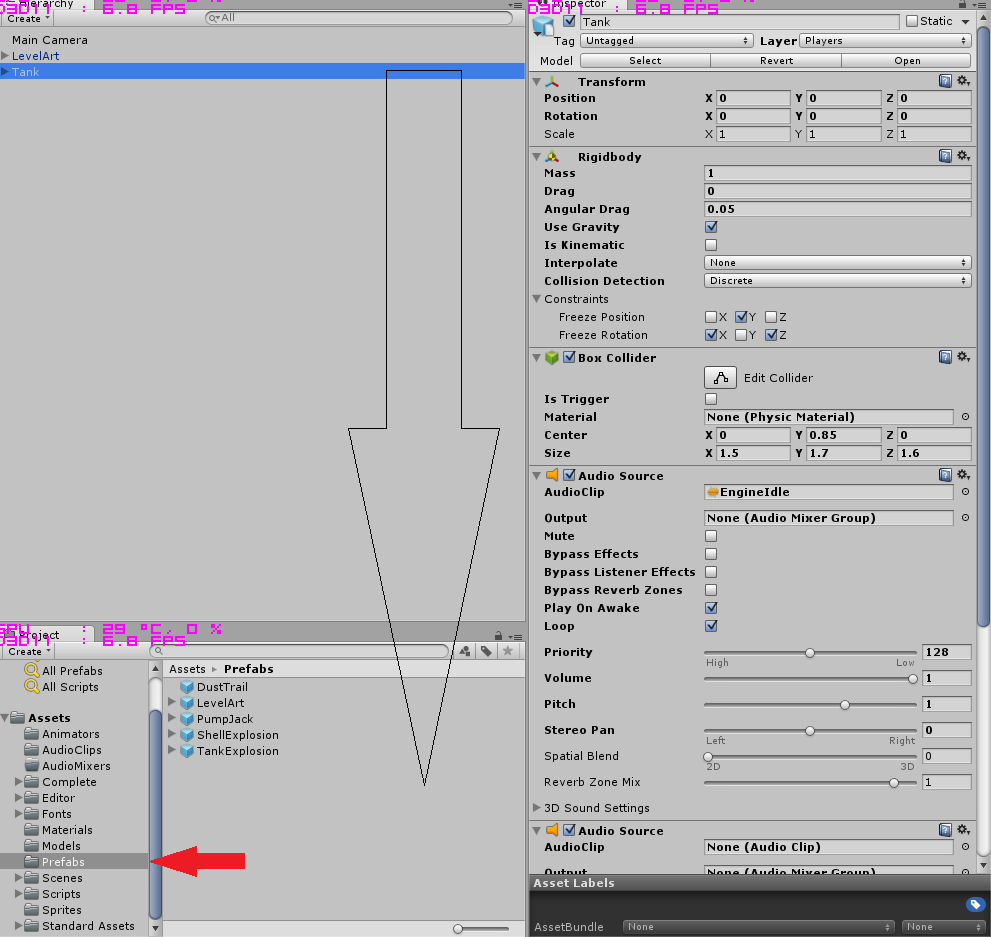 Hierarchy
D3D11 : 6.8 FPS
Create
All
Main Camera
LevelArt
Tank
Inspector
D3D11 : 6.8 FPS
Tank
Static
Tag Untagged Layer Players
Model Select Revert Open
Transform
Position X 0 Y 0 Z 0
Rotation X 0 Y 0 Z 0
Scale X 1 Y 1 Z 1
Rigidbody
Mass 1
Drag 0
Angular Drag 0.05
Use Gravity
Is Kinematic
Interpolate None
Collision Detection Discrete
Constraints
Freeze Position X Y Z
Freeze Rotation X Y Z
Box Collider
Edit Collider
Is Trigger
Material None (Physic Material)
Center X 0 Y 0.85 Z 0
Size X 1.5 Y 1.7 Z 1.6
Audio Source
AudioClip EngineIdle
Output None (Audio Mixer Group)
Mute
Bypass Effects
Bypass Listener Effects
Bypass Reverb Zones
Play On Awake
Loop
Priority 128
High Low
Volume 1
Pitch 1
Stereo Pan 0
Left Right
Spatial Blend 0
2D 3D
Reverb Zone Mix 1
3D Sound Settings
Audio Source
AudioClip None (Audio Clip)
Output None (Audio Mixer Group)
Asset Labels
AssetBundle None None
GPU : 29 °C, 0 %
Project
D3D11 : 6.8 FPS
Create
All Prefabs
All Scripts
Assets
Animators
AudioClips
AudioMixers
Complete
Editor
Fonts
Materials
Models
Prefabs
Scenes
Scripts
Sprites
Standard Assets
Assets ▸ Prefabs
DustTrail
LevelArt
PumpJack
ShellExplosion
TankExplosion